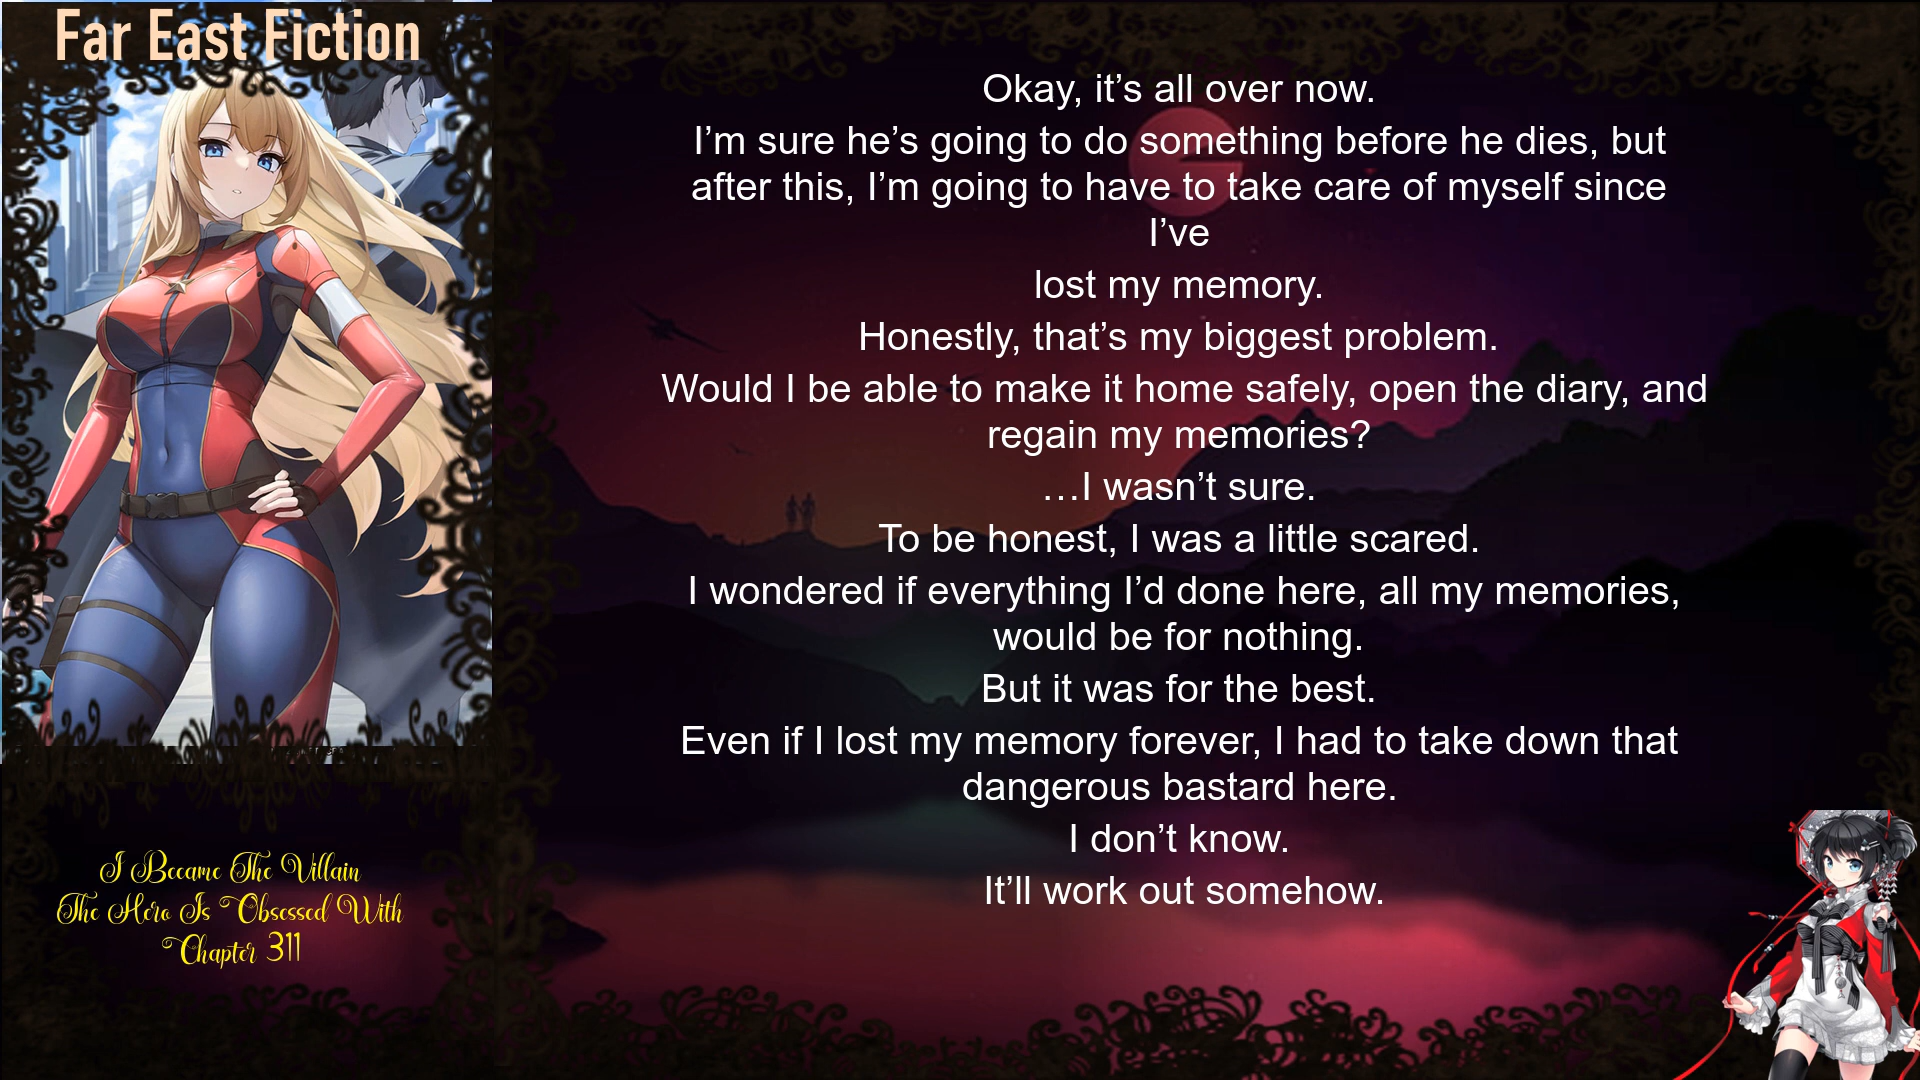 Far East Fiction
Okay, it’s all over now.
I’m sure he’s going to do something before he dies, but
after this, I’m going to have to take care of myself since
I’ve
lost my memory.
Honestly, that’s my biggest problem.
Would I be able to make it home safely, open the diary, and
regain my memories?
…I wasn’t sure.
To be honest, I was a little scared.
I wondered if everything I’d done here, all my memories,
would be for nothing.
But it was for the best.
Even if I lost my memory forever, I had to take down that
dangerous bastard here.
I don’t know.
It’ll work out somehow.
I Became The Villain
The Hero Is Obsessed With
Chapter 311